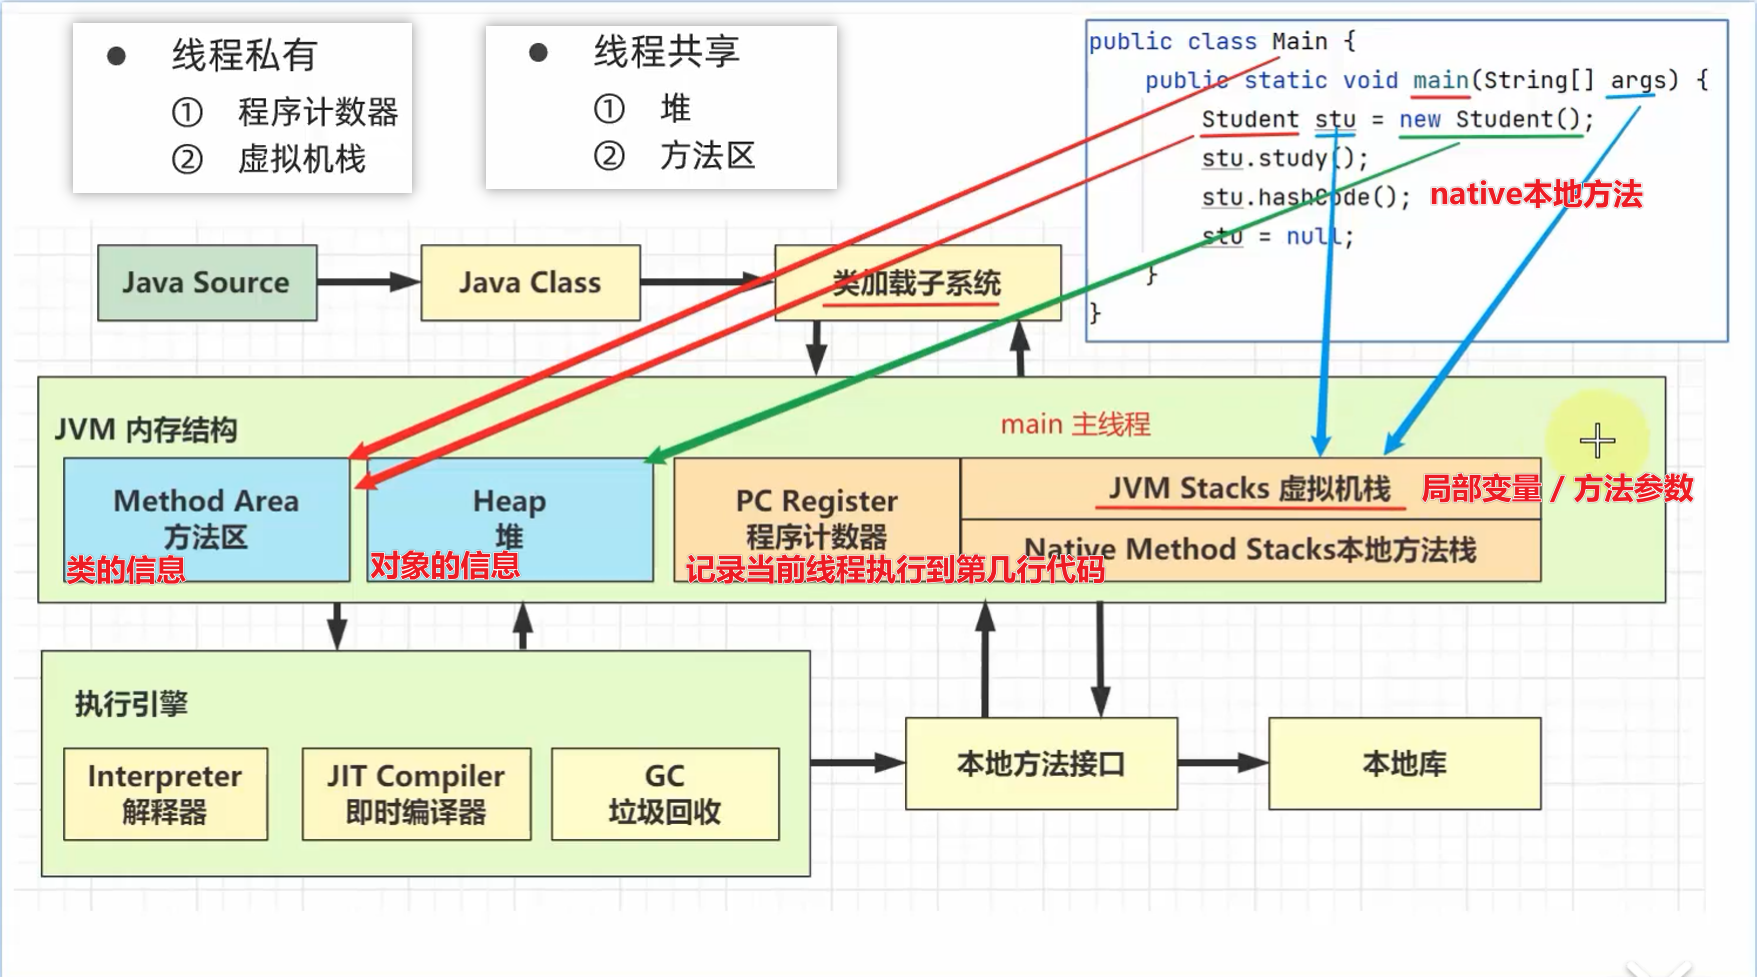 ● 线程私有
① 程序计数器
② 虚拟机栈
● 线程共享
① 堆
② 方法区
public class Main {
public static void main(String[] args) {
Student stu = new Student();
stu.study();
stu.hashCode();
native本地方法
stu = null;
}
}
Java Source
Java Class
类加载子系统
JVM 内存结构
main 主线程
Method Area
方法区
类的信息
Heap
堆
对象的信息
PC Register
程序计数器
记录当前线程执行到第几行代码
JVM Stacks 虚拟机栈
局部变量 / 方法参数
Native Method Stacks本地方法栈
执行引擎
Interpreter
解释器
JIT Compiler
即时编译器
GC
垃圾回收
本地方法接口
本地库